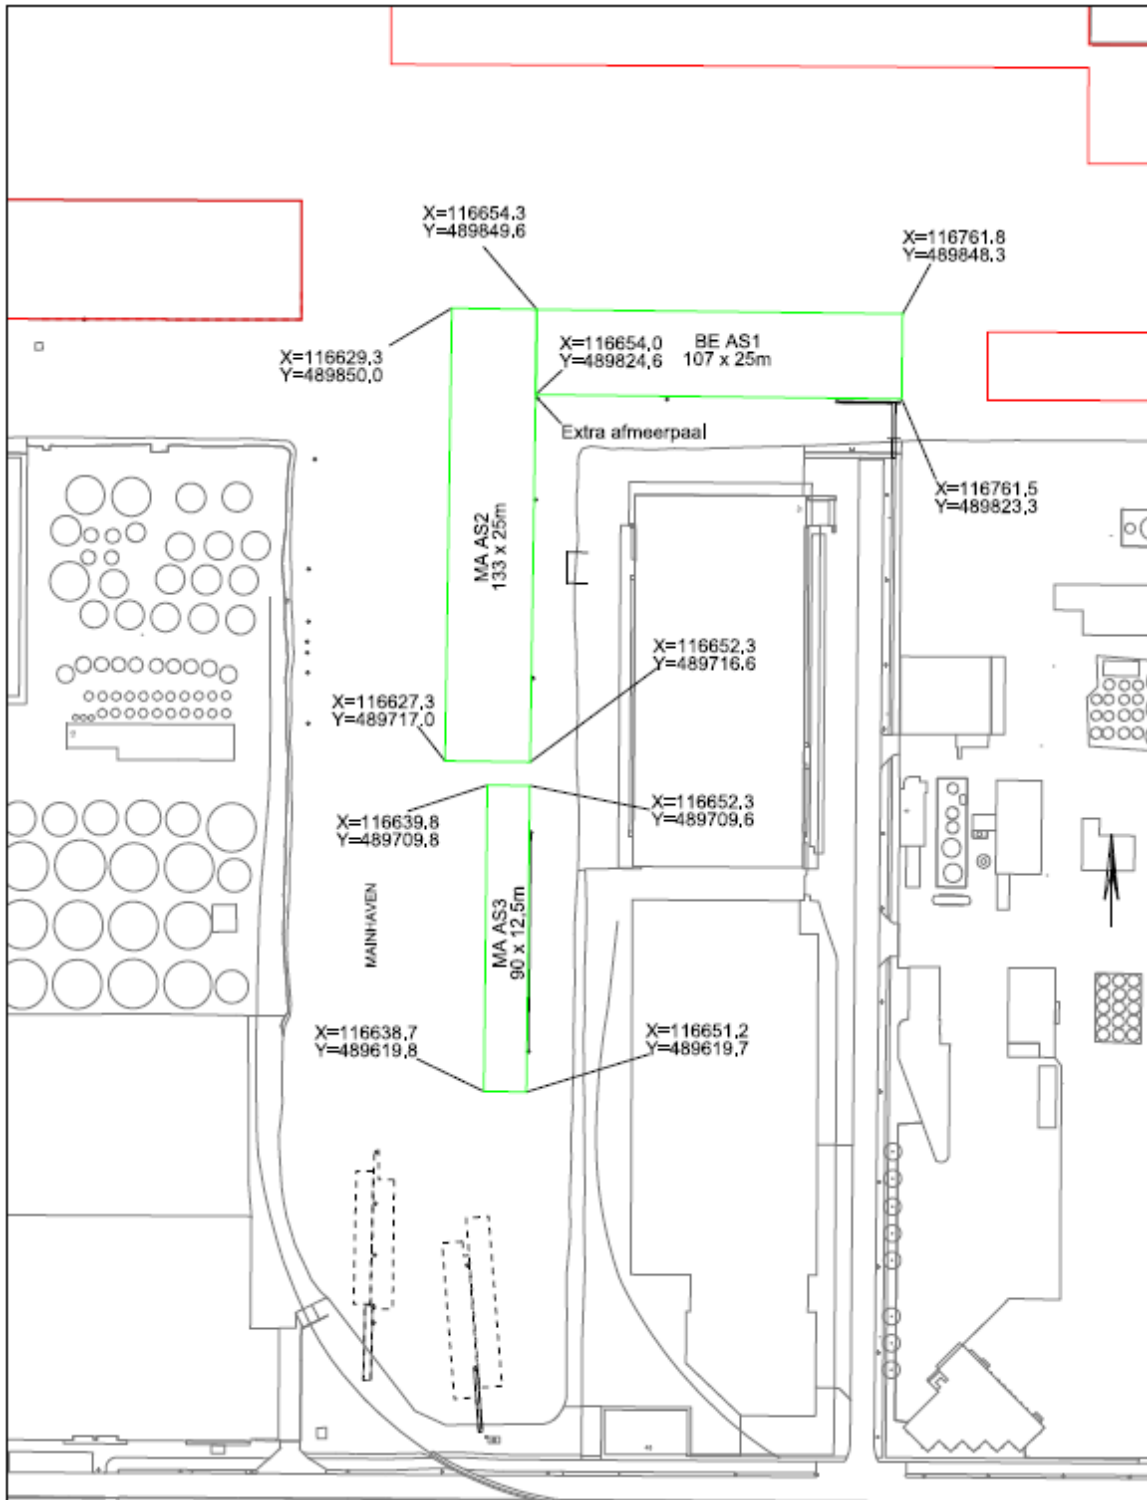 X=116654,3
Y=489849,6
X=116761,8
Y=489848,3
X=116629,3
Y=489850,0
X=116654,0
Y=489824,6
BE AS1
107 x 25m
Extra afmeerpaal
X=116761,5
Y=489823,3
MA AS2
133 x 25m
X=116652,3
Y=489716,6
X=116627,3
Y=489717,0
X=116639,8
Y=489709,8
X=116652,3
Y=489709,6
MAINHAVEN
MA AS3
90 x 12,5m
X=116638,7
Y=489619,8
X=116651,2
Y=489619,7